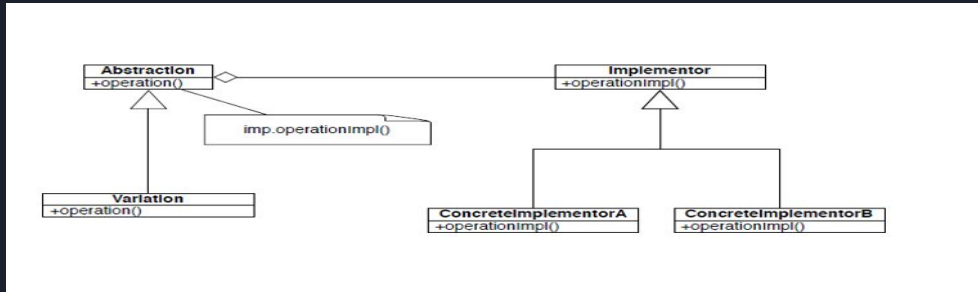 Abstraction
+operation()
Implementor
+operationImpl()
imp.operationImpl()
Variation
+operation()
ConcreteImplementorA
+operationImpl()
ConcreteImplementorB
+operationImpl()